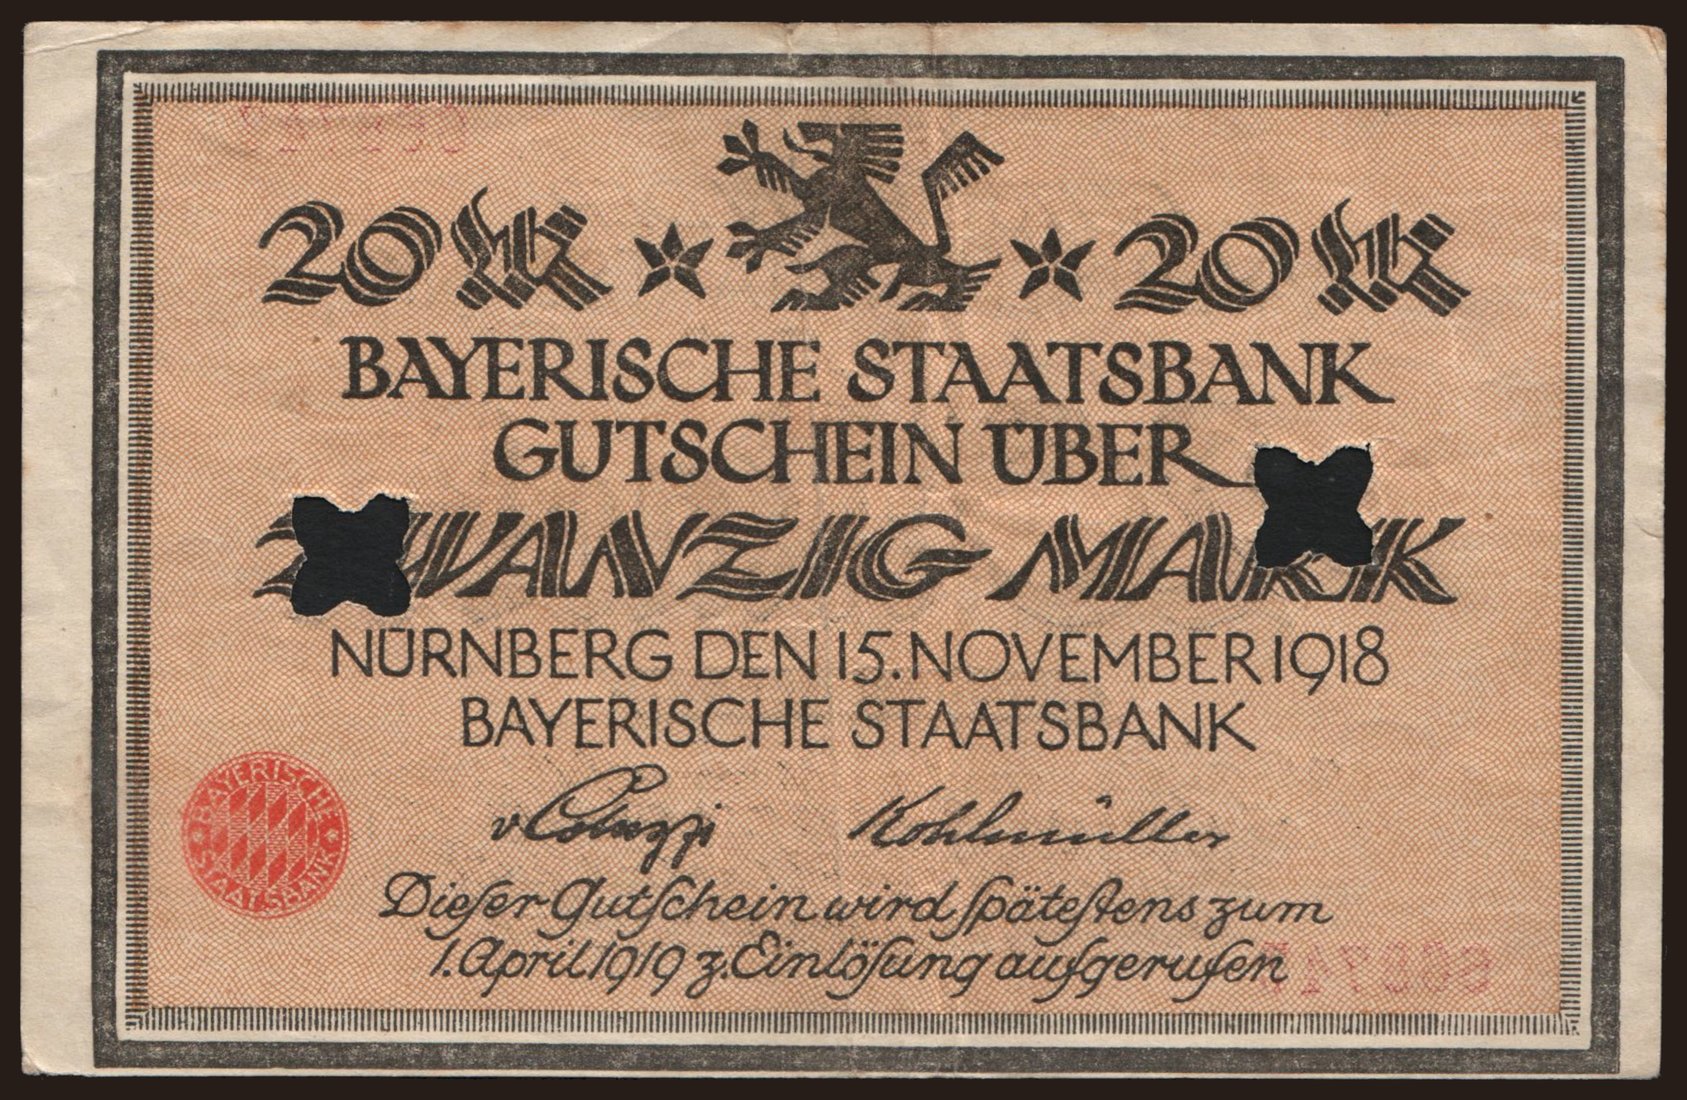 20 M ★ 20 M
BAYERISCHE STAATSBANK
GUTSCHEIN ÜBER
ZWANZIG MARK
NÜRNBERG DEN 15. NOVEMBER 1918
BAYERISCHE STAATSBANK
Kohlmüller
BAYERISCHE STAATSBANK
Dieser Gutschein wird spätestens zum
1. April 1919 z. Einlösung aufgerufen